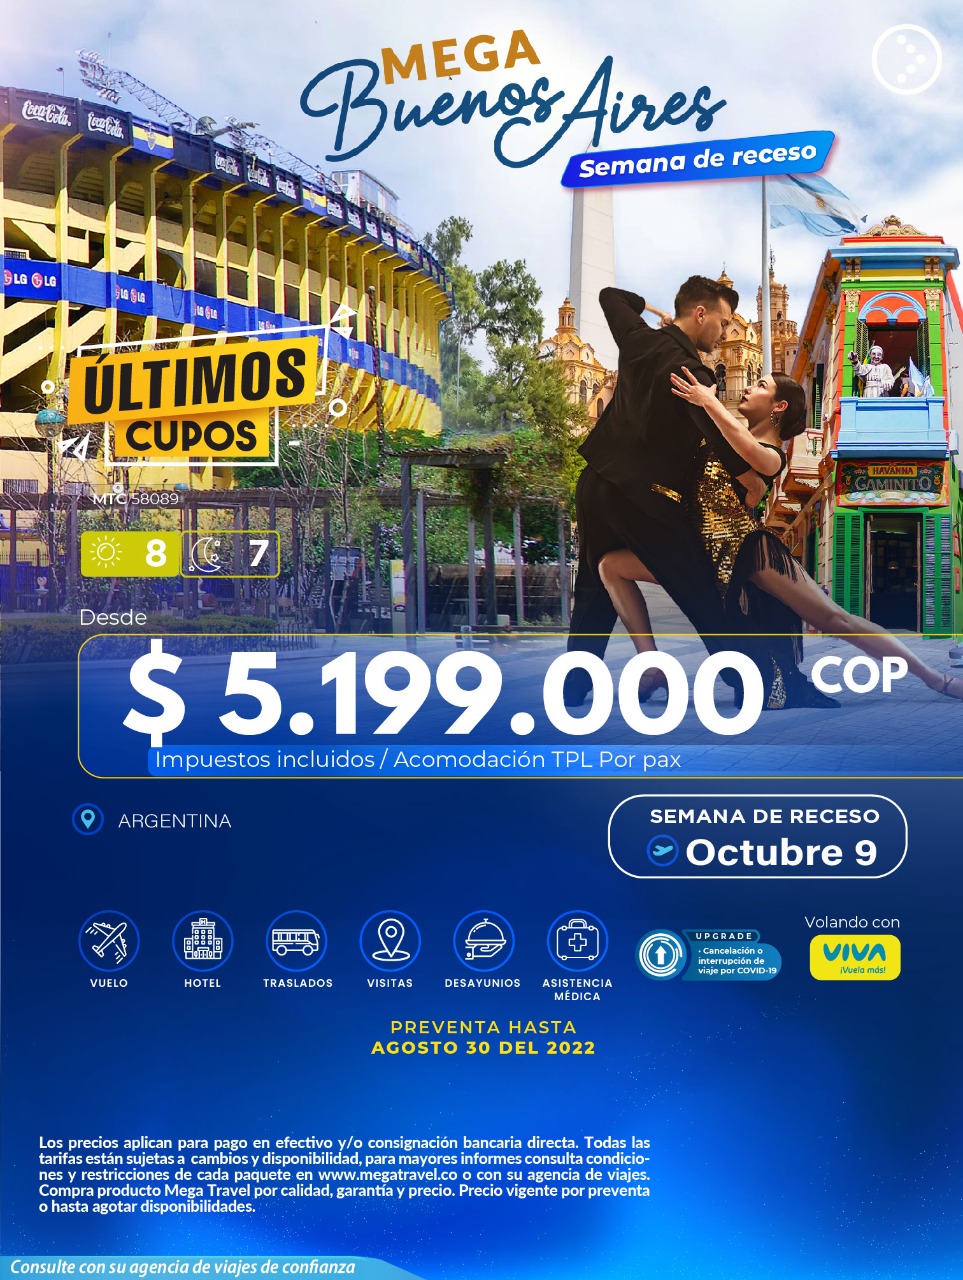 MEGA
Buenos Aires
Semana de receso
Coca-Cola.
Coca-Cola
Coca-Cola
LG LG
LG LG
LG LG
ÚLTIMOS
CUPOS
HAVANNA
CAMINITO
MTC 58089
8 7
Desde
$ 5.199.000 COP
Impuestos incluidos / Acomodación TPL Por pax
ARGENTINA
SEMANA DE RECESO
Octubre 9
VUELO
HOTEL
TRASLADOS
VISITAS
DESAYUNIOS
ASISTENCIA
MÉDICA
UPGRADE
· Cancelación o
interrupción de
viaje por COVID-19
Volando con
VIVA
¡Vuela más!
PREVENTA HASTA
AGOSTO 30 DEL 2022
Los precios aplican para pago en efectivo y/o consignación bancaria directa. Todas las
tarifas están sujetas a cambios y disponibilidad, para mayores informes consulta condicio-
nes y restricciones de cada paquete en www.megatravel.co o con su agencia de viajes.
Compra producto Mega Travel por calidad, garantía y precio. Precio vigente por preventa
o hasta agotar disponibilidades.
Consulte con su agencia de viajes de confianza